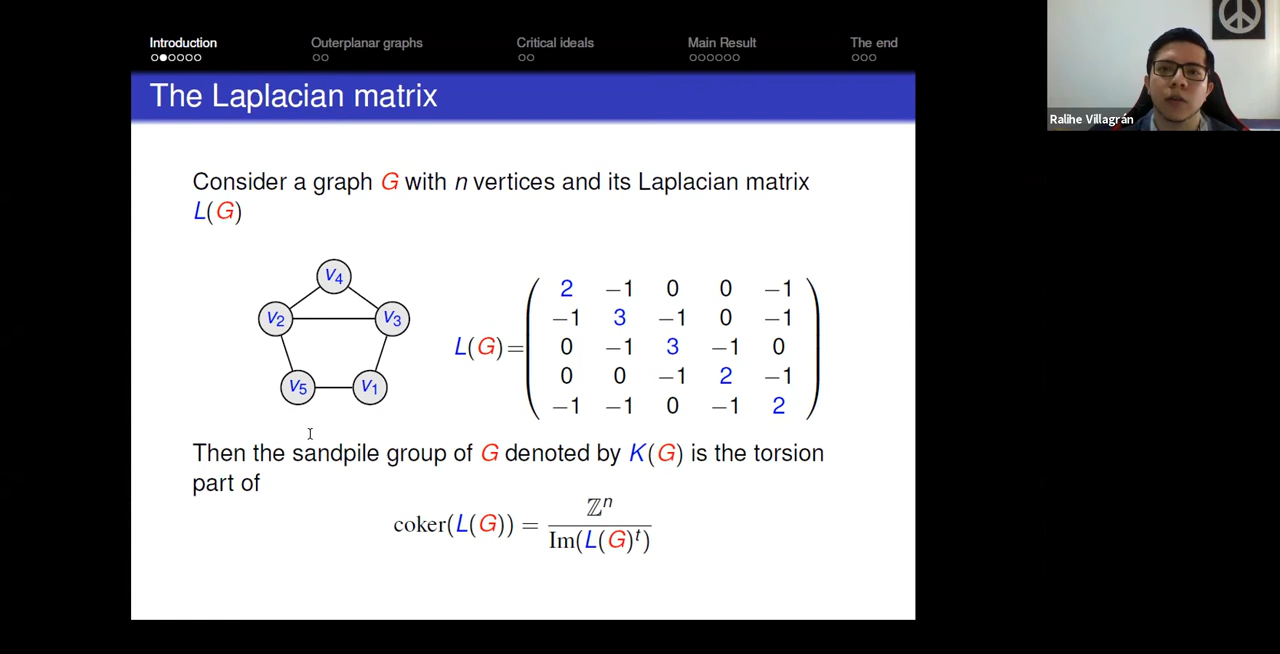 Introduction Outerplanar graphs Critical ideals Main Result The end
The Laplacian matrix
Ralihe Villagrán
Consider a graph G with n vertices and its Laplacian matrix
L(G)
V4
V2 V3
V5 V1
L(G)=
2 −1 0 0 −1
−1 3 −1 0 −1
0 −1 3 −1 0
0 0 −1 2 −1
−1 −1 0 −1 2
Then the sandpile group of G denoted by K(G) is the torsion
part of
coker(L(G)) = ℤⁿ / Im(L(G)ᵗ)